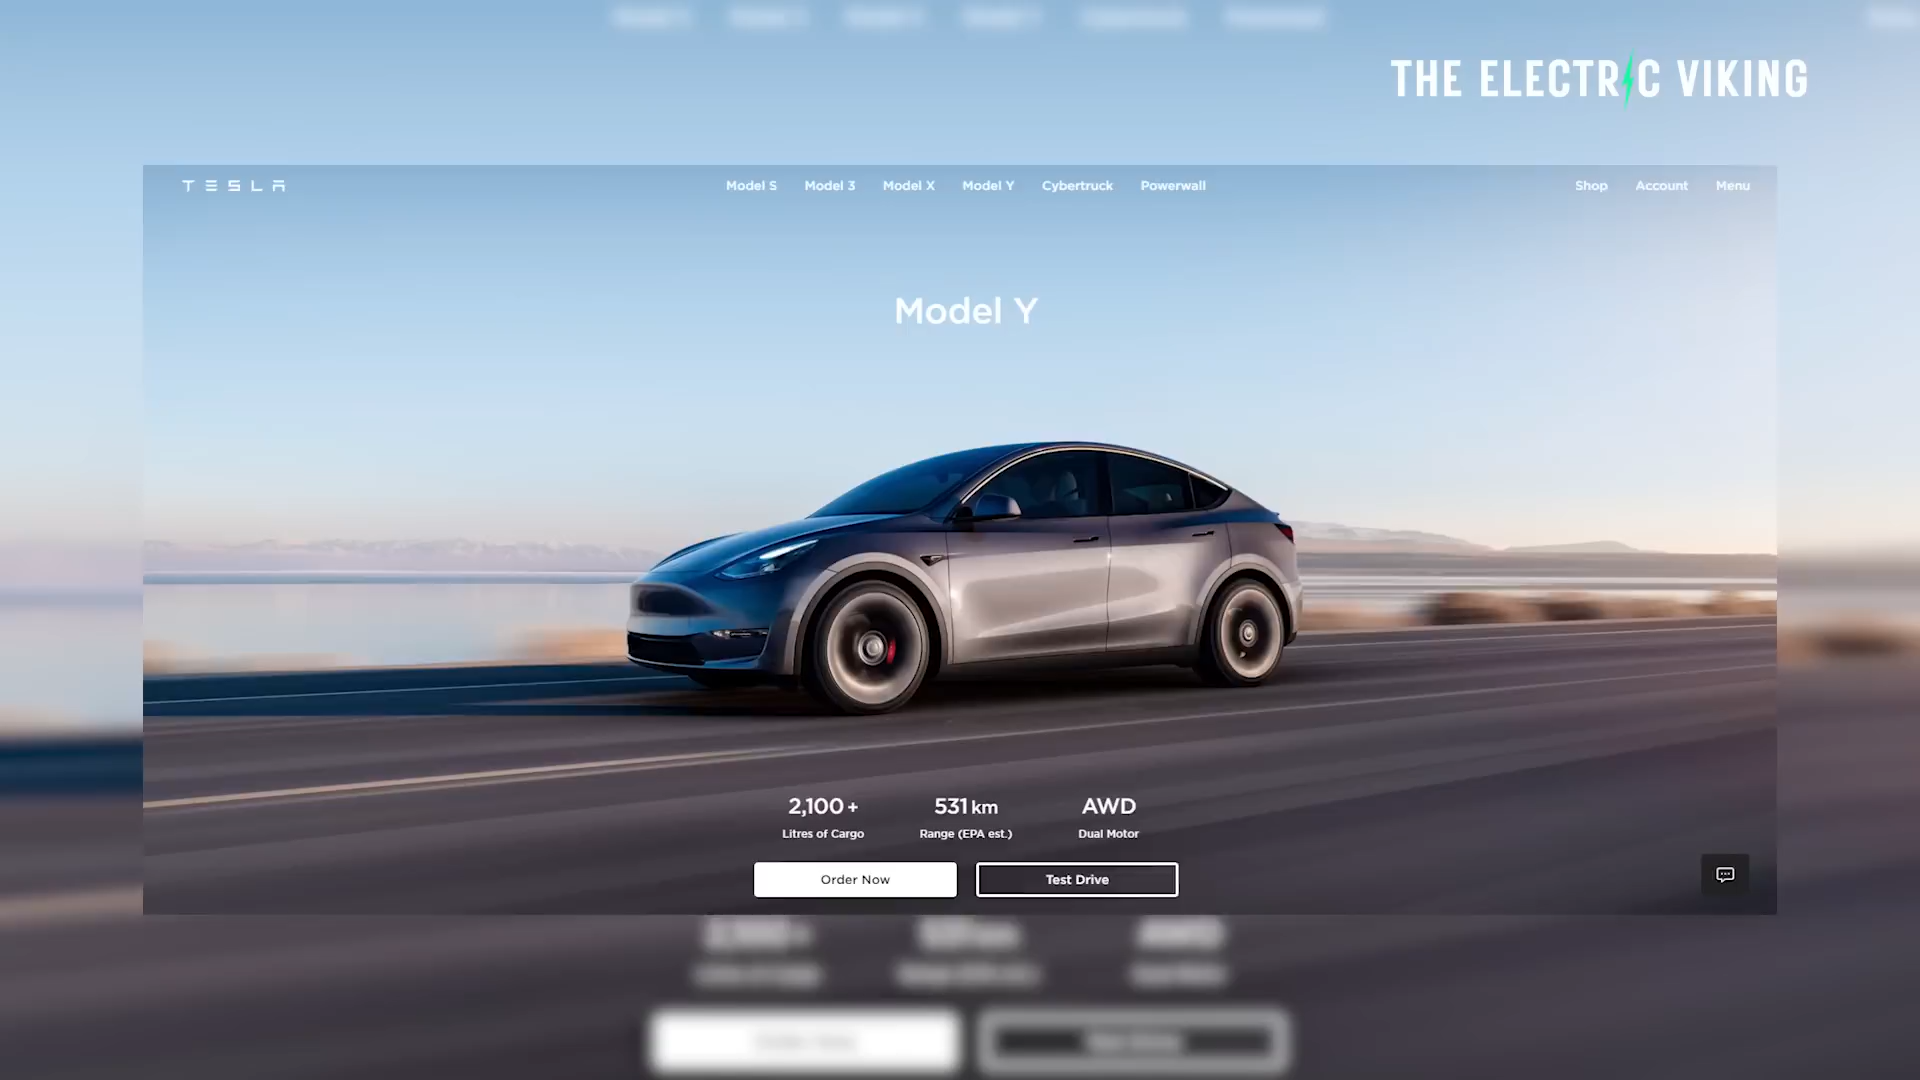 THE ELECTRIC VIKING
TESLA
Model S Model 3 Model X Model Y Cybertruck Powerwall
Shop Account Menu
Model Y
2,100+ 531 km AWD
Litres of Cargo Range (EPA est.) Dual Motor
Order Now Test Drive